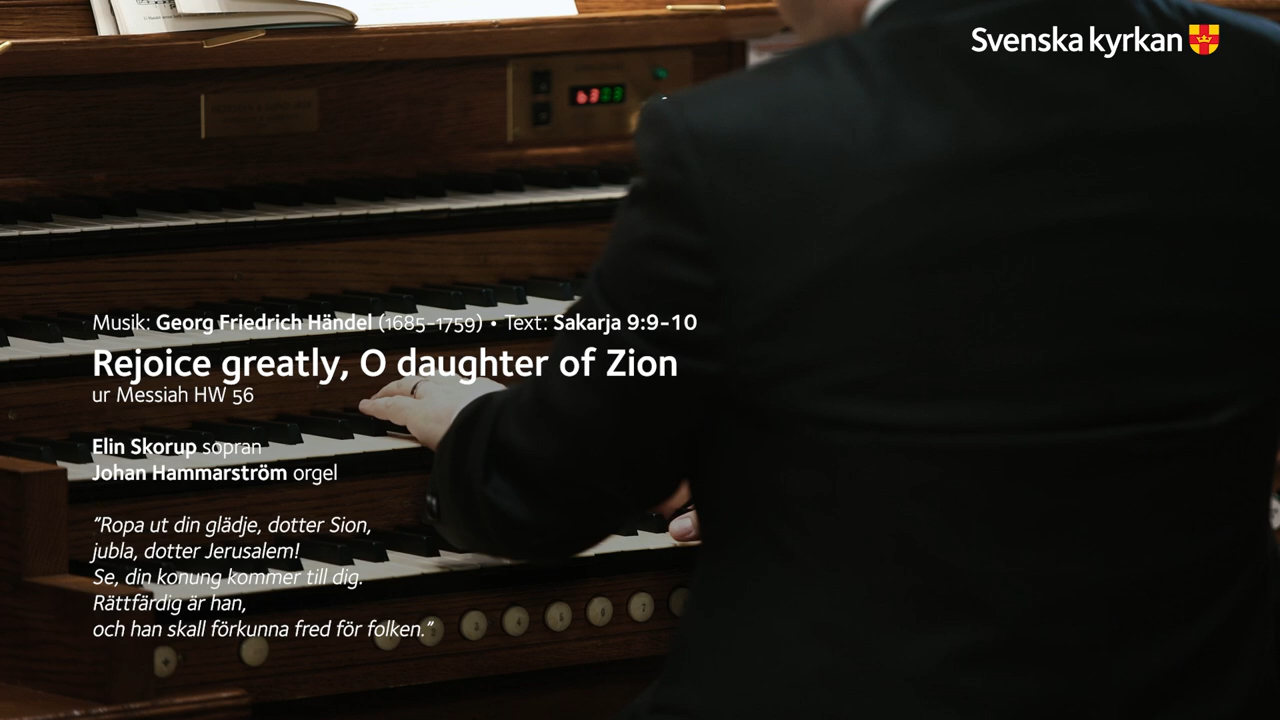 Svenska kyrkan
63 03
Musik: Georg Friedrich Händel (1685–1759) • Text: Sakarja 9:9–10
Rejoice greatly, O daughter of Zion
ur Messiah HW 56
Elin Skorup sopran
Johan Hammarström orgel
”Ropa ut din glädje, dotter Sion,
jubla, dotter Jerusalem!
Se, din konung kommer till dig.
Rättfärdig är han,
och han skall förkunna fred för folken.”